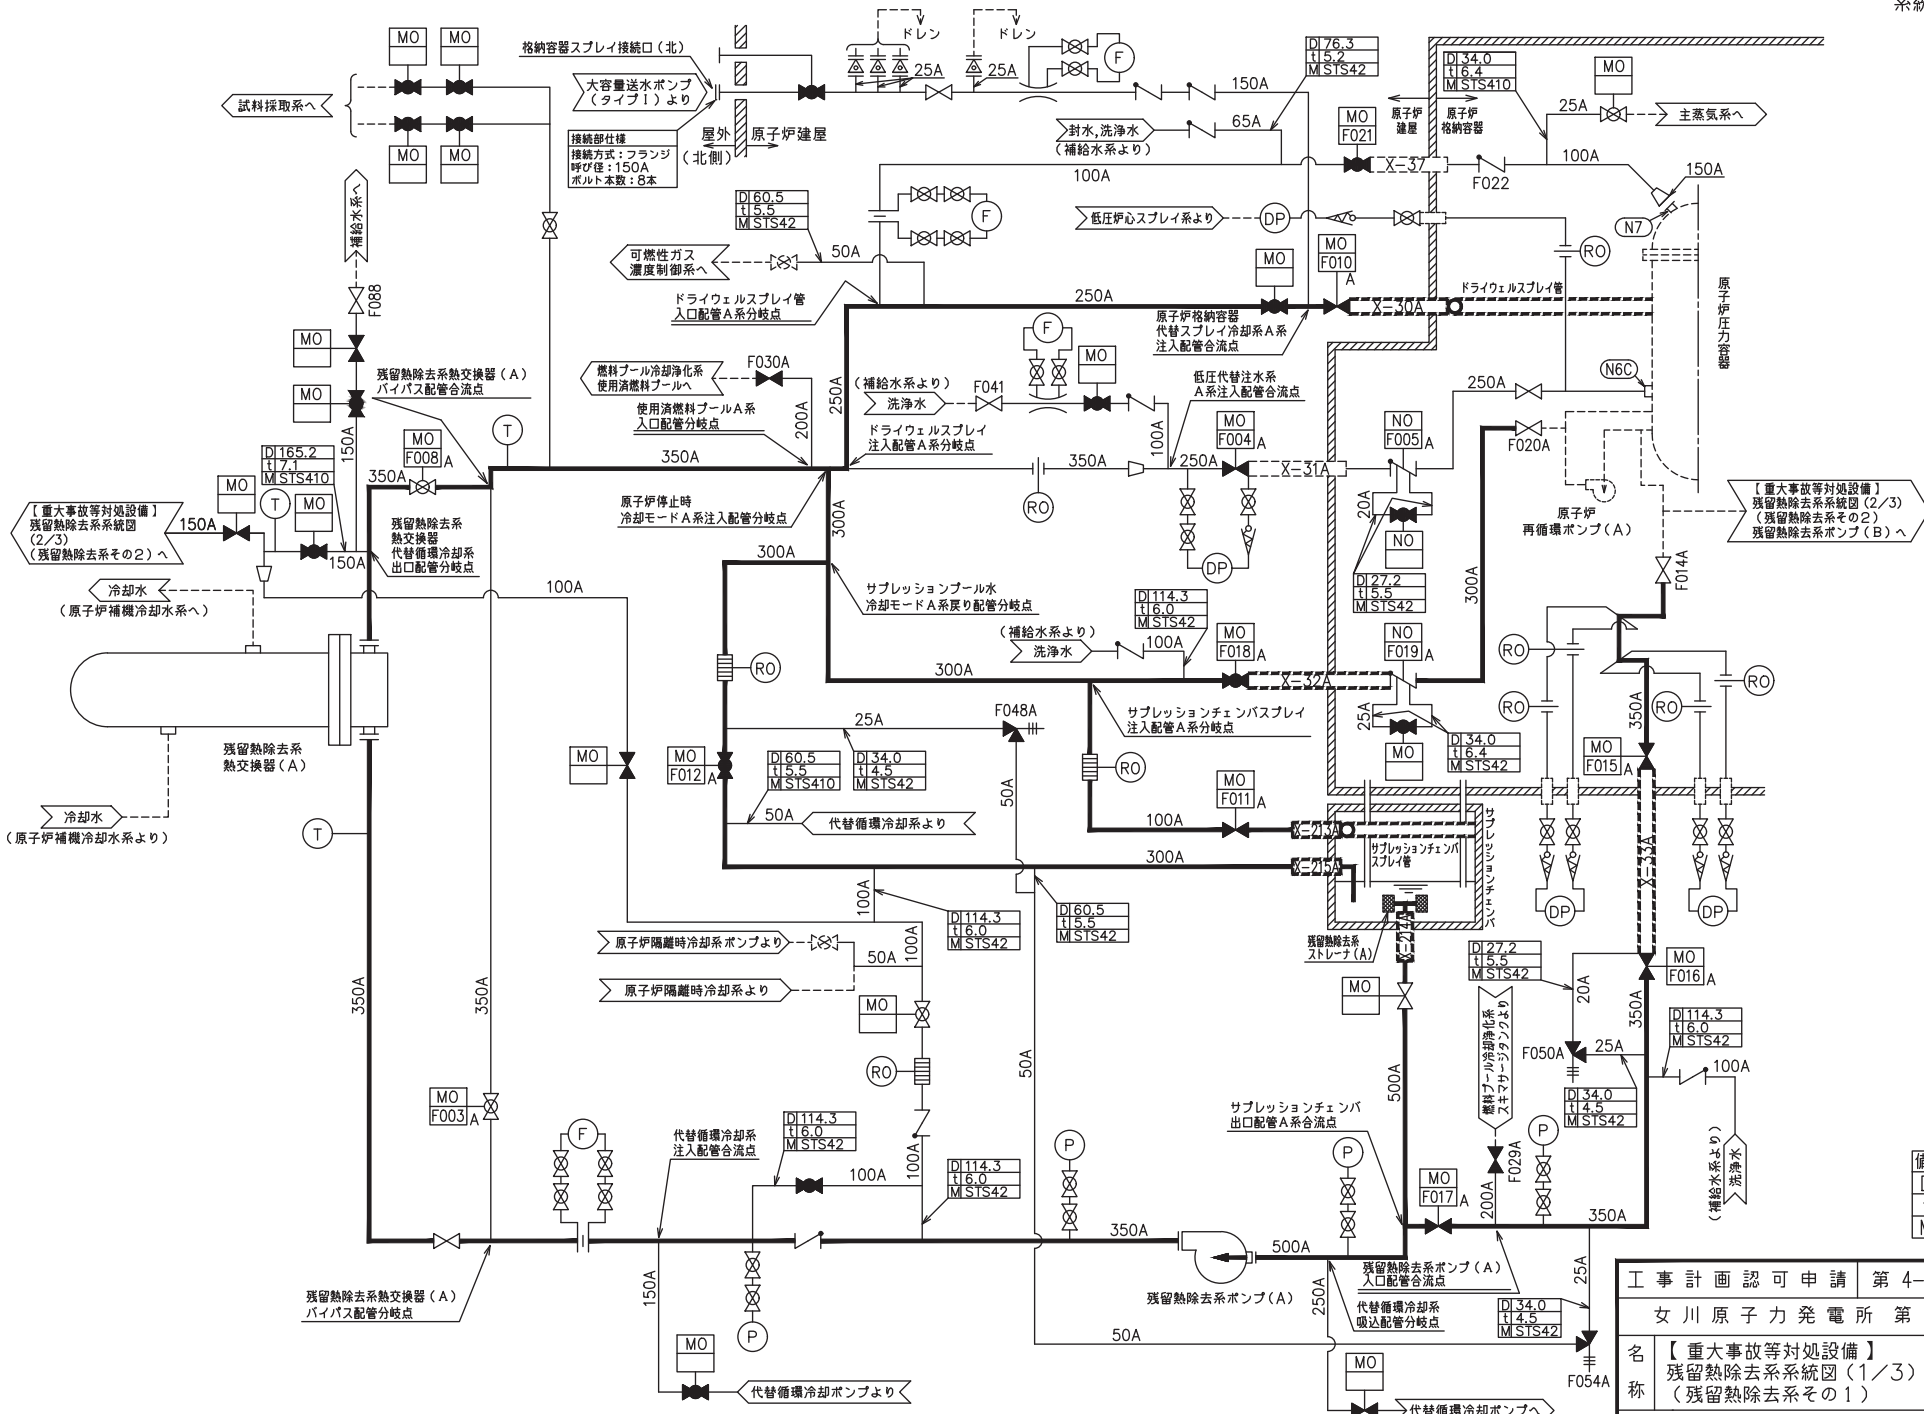 系統
MO
MO
試料採取系へ
MO
MO
格納容器スプレイ接続口(北)
大容量送水ポンプ
(タイプⅠ)より
接続部仕様
接続方式:フランジ
呼び径:150A
ボルト本数:8本
屋外
(北側)
原子炉建屋
ドレン
ドレン
25A
25A
F
150A
D 76.3
t 5.2
M STS42
封水,洗浄水
(補給水系より)
65A
100A
MO
F021
X-37
原子炉
建屋
原子炉
格納容器
D 34.0
t 6.4
M STS410
25A
MO
主蒸気系へ
100A
F022
150A
N7
補給水系へ
F088
MO
MO
150A
D 60.5
t 5.5
M STS42
F
可燃性ガス
濃度制御系へ
50A
ドライウェルスプレイ管
入口配管A系分岐点
低圧炉心スプレイ系より
DP
RO
250A
MO
MO
F010
A
X-30A
ドライウェルスプレイ管
原子炉圧力容器
原子炉格納容器
代替スプレイ冷却系A系
注入配管合流点
残留熱除去系熱交換器(A)
バイパス配管合流点
燃料プール冷却浄化系
使用済燃料プールへ
F030A
使用済燃料プールA系
入口配管分岐点
200A
250A
(補給水系より)
洗浄水
F041
F
MO
100A
低圧代替注水系
A系注入配管合流点
ドライウェルスプレイ
注入配管A系分岐点
N6C
250A
D 165.2
t 7.1
M STS410
MO
F008
A
T
350A
350A
350A
RO
250A
MO
F004
A
X-31A
NO
F005
A
F020A
【重大事故等対処設備】
残留熱除去系系統図
(2/3)
(残留熱除去系その2)へ
150A
MO
T
MO
150A
残留熱除去系
熱交換器
代替循環冷却系
出口配管分岐点
原子炉停止時
冷却モードA系注入配管分岐点
300A
DP
20A
NO
D 27.2
t 5.5
M STS42
300A
原子炉
再循環ポンプ(A)
【重大事故等対処設備】
残留熱除去系系統図(2/3)
(残留熱除去系その2)
残留熱除去系ポンプ(B)へ
F014A
冷却水
(原子炉補機冷却水系へ)
100A
300A
サプレッションプール水
冷却モードA系戻り配管分岐点
D 114.3
t 6.0
M STS42
(補給水系より)
洗浄水
100A
MO
F018
A
NO
F019
A
RO
RO
300A
X-32A
RO
サプレッションチェンバスプレイ
注入配管A系分岐点
25A
MO
D 34.0
t 6.4
M STS42
RO
RO
RO
350A
残留熱除去系
熱交換器(A)
冷却水
(原子炉補機冷却水系より)
T
25A
F048A
MO
MO
F012
A
D 60.5
t 5.5
M STS410
D 34.0
t 4.5
M STS42
50A
代替循環冷却系より
50A
RO
MO
F011
A
100A
X-213A
MO
F015
A
サプレッションチェンバ
スプレイ管
サプレッションチェンバ
300A
X-215A
X-33A
DP
DP
X-214A
残留熱除去系
ストレーナ(A)
100A
D 114.3
t 6.0
M STS42
D 60.5
t 5.5
M STS42
原子炉隔離時冷却系ポンプより
50A
100A
原子炉隔離時冷却系より
350A
350A
MO
RO
50A
MO
500A
D 27.2
t 5.5
M STS42
20A
MO
F016
A
350A
D 114.3
t 6.0
M STS42
F050A
25A
100A
D 34.0
t 4.5
M STS42
燃料プール冷却浄化系
スキマサージタンクより
MO
F003
A
F
代替循環冷却系
注入配管合流点
D 114.3
t 6.0
M STS42
100A
100A
D 114.3
t 6.0
M STS42
P
サプレッションチェンバ
出口配管A系合流点
P
MO
F017
A
F029A
200A
P
350A
(補給水系より)
洗浄水
350A
500A
残留熱除去系ポンプ(A)
残留熱除去系ポンプ(A)
入口配管合流点
代替循環冷却系
吸込配管分岐点
250A
25A
D 34.0
t 4.5
M STS42
残留熱除去系熱交換器(A)
バイパス配管分岐点
150A
P
50A
F054A
MO
代替循環冷却ポンプより
MO
代替循環冷却ポンプへ
工事計画認可申請 第4-
女川原子力発電所 第
名称
【重大事故等対処設備】
残留熱除去系系統図(1/3)
(残留熱除去系その1)